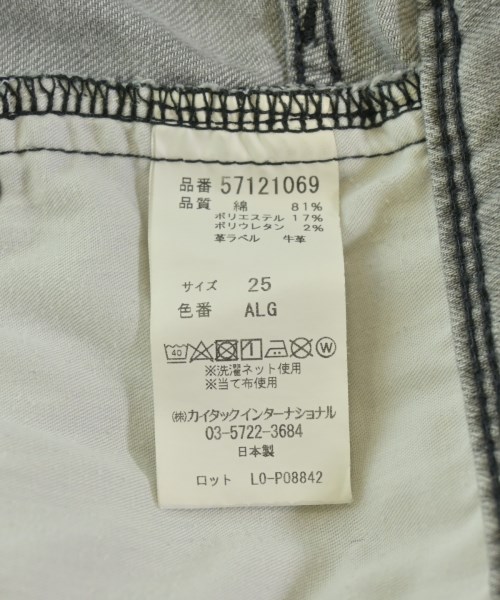 品番 57121069
品質 綿 81%
ポリエステル 17%
ポリウレタン 2%
革ラベル 牛革
サイズ 25
色番 ALG
40 1 W
※洗濯ネット使用
※当て布使用
㈱カイタックインターナショナル
03-5722-3684
日本製
ロット LO-P08842